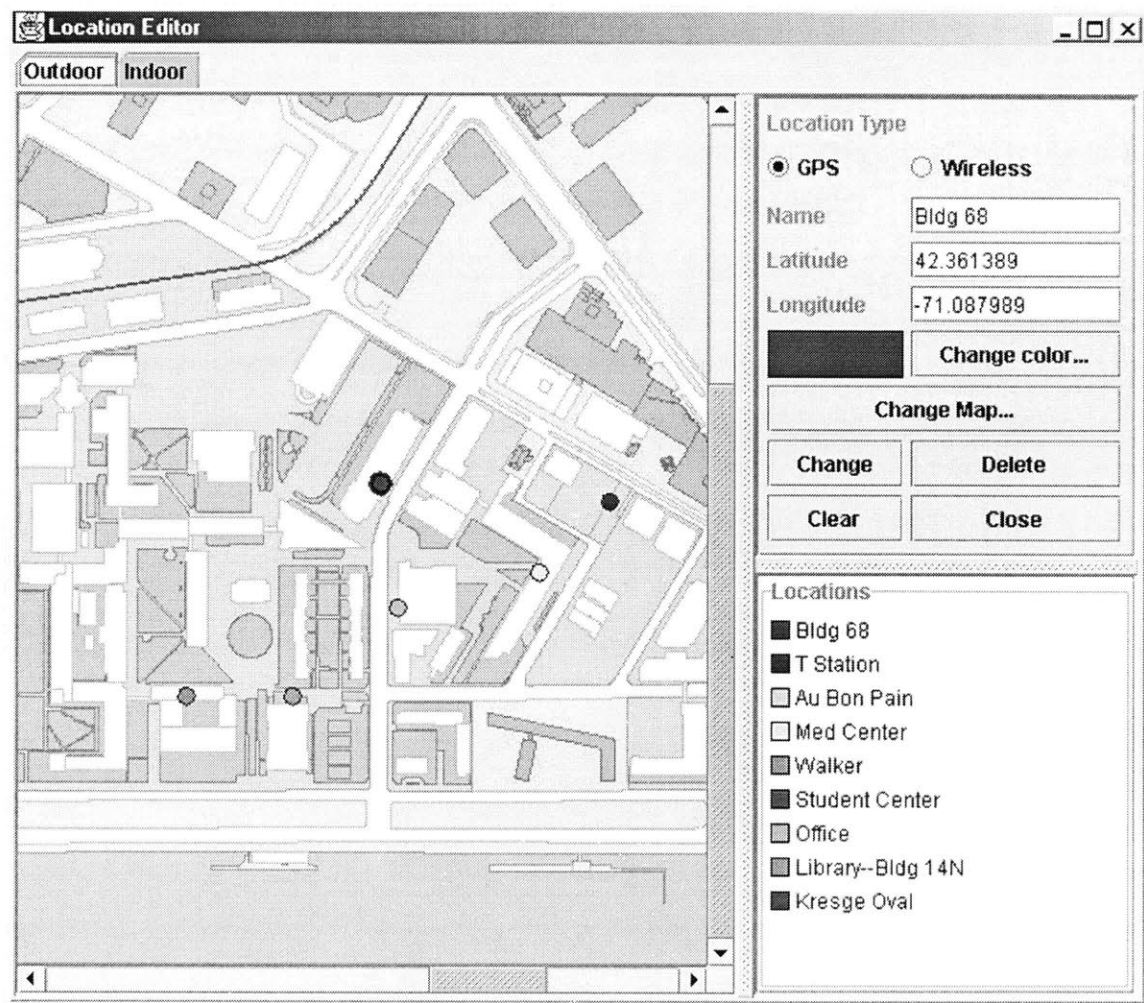 Location Editor
Outdoor Indoor
Location Type
GPS Wireless
Name Bldg 68
Latitude 42.361389
Longitude -71.087989
Change color...
Change Map...
Change Delete
Clear Close
Locations
Bldg 68
T Station
Au Bon Pain
Med Center
Walker
Student Center
Office
Library--Bldg 14N
Kresge Oval